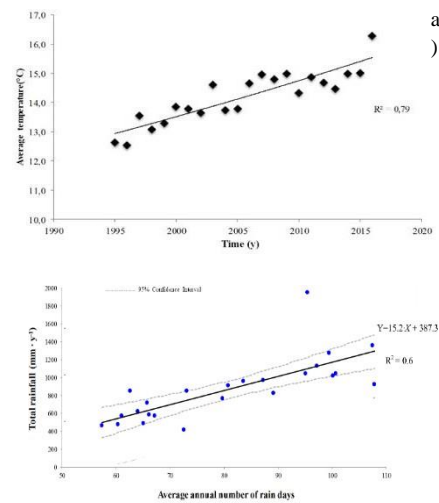 a
)
17,0
16,0
15,0
14,0
13,0
12,0
11,0
10,0
Average temperature(°C)
R² = 0,79
1990 1995 2000 2005 2010 2015 2020
Time (y)
95% Confidence Interval
2000
1800
1600
1400
1200
1000
800
600
400
200
0
Total rainfall (mm · y⁻¹)
Y=15.2·X + 387.3
R² = 0.6
50 60 70 80 90 100 110
Average annual number of rain days